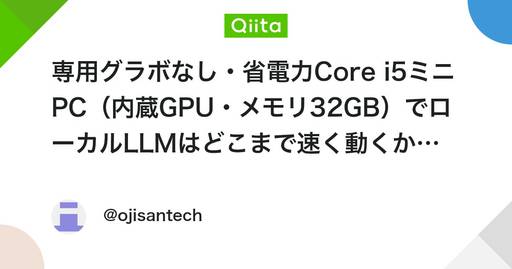 Qiita
専用グラボなし・省電力Core i5ミニ
PC（内蔵GPU・メモリ32GB）でロ
ーカルLLMはどこまで速く動くか…
@ojisantech